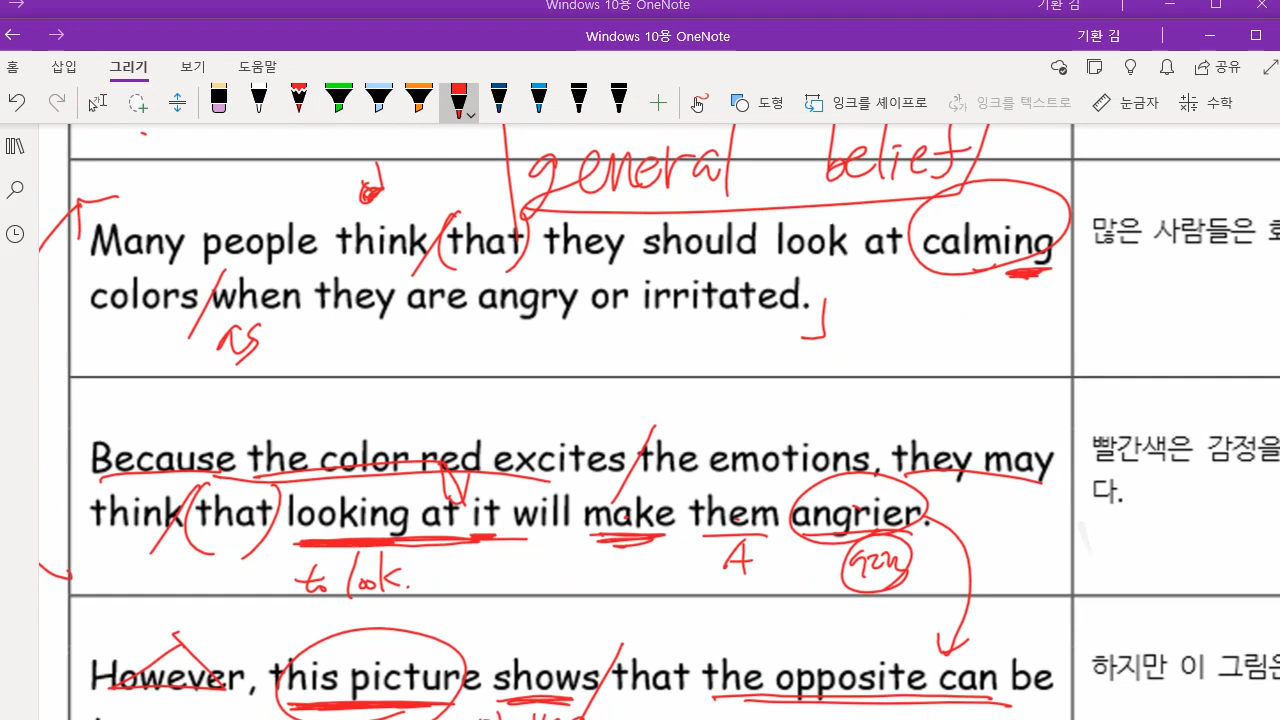 Windows 10용 OneNote
기환 김
Windows 10용 OneNote
기환 김
홈 삽입 그리기 보기 도움말
공유
도형 잉크를 셰이프로 잉크를 텍스트로 눈금자 수학
general belief
Many people think that they should look at calming
colors when they are angry or irritated.
as
많은 사람들은
Because the color red excites the emotions, they may
think that looking at it will make them angrier.
to look.
A
빨간색은 감정을
다.
However, this picture shows that the opposite can be
하지만 이 그림은